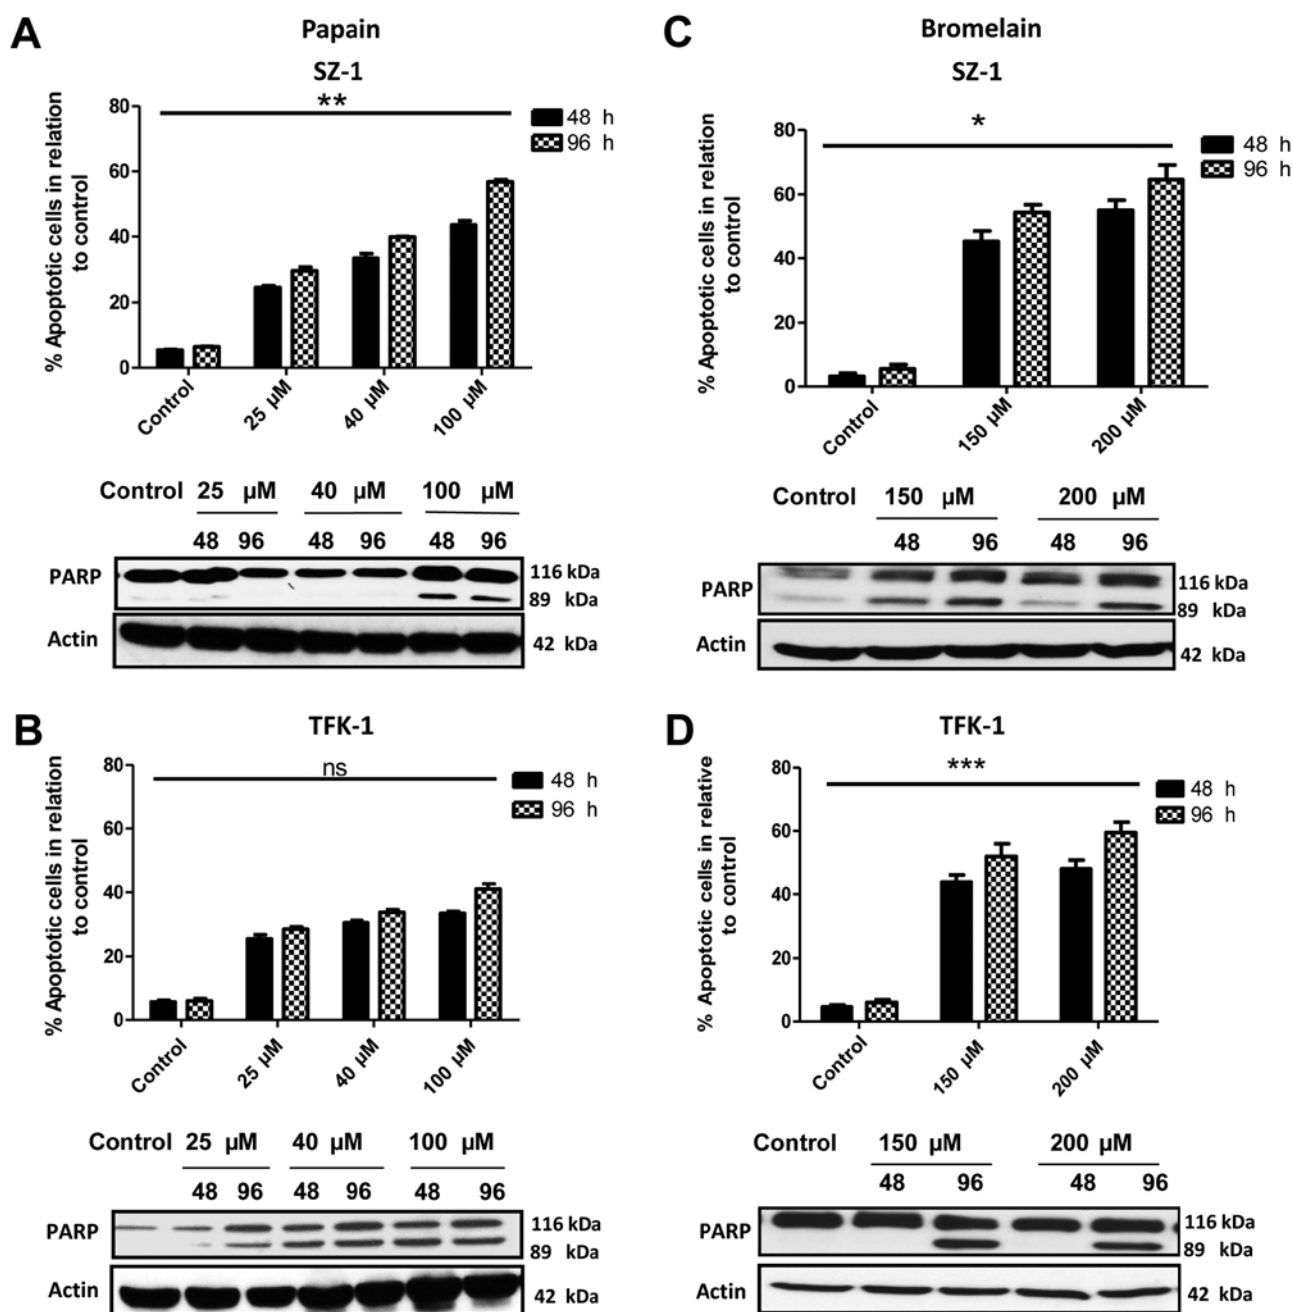 A
Papain
SZ-1
**
48 h
96 h
% Apoptotic cells in relation
to control
80
60
40
20
0
Control
25 µM
40 µM
100 µM
Control 25 µM 40 µM 100 µM
48 96 48 96 48 96
PARP
116 kDa
89 kDa
Actin
42 kDa
B
TFK-1
ns
48 h
96 h
% Apoptotic cells in relation
to control
80
60
40
20
0
Control
25 µM
40 µM
100 µM
Control 25 µM 40 µM 100 µM
48 96 48 96 48 96
PARP
116 kDa
89 kDa
Actin
42 kDa
C
Bromelain
SZ-1
*
48 h
96 h
% Apoptotic cells in relation
to control
80
60
40
20
0
Control
150 µM
200 µM
Control 150 µM 200 µM
48 96 48 96
PARP
116 kDa
89 kDa
Actin
42 kDa
D
TFK-1
***
48 h
96 h
% Apoptotic cells in relative
to control
80
60
40
20
0
Control
150 µM
200 µM
Control 150 µM 200 µM
48 96 48 96
PARP
116 kDa
89 kDa
Actin
42 kDa